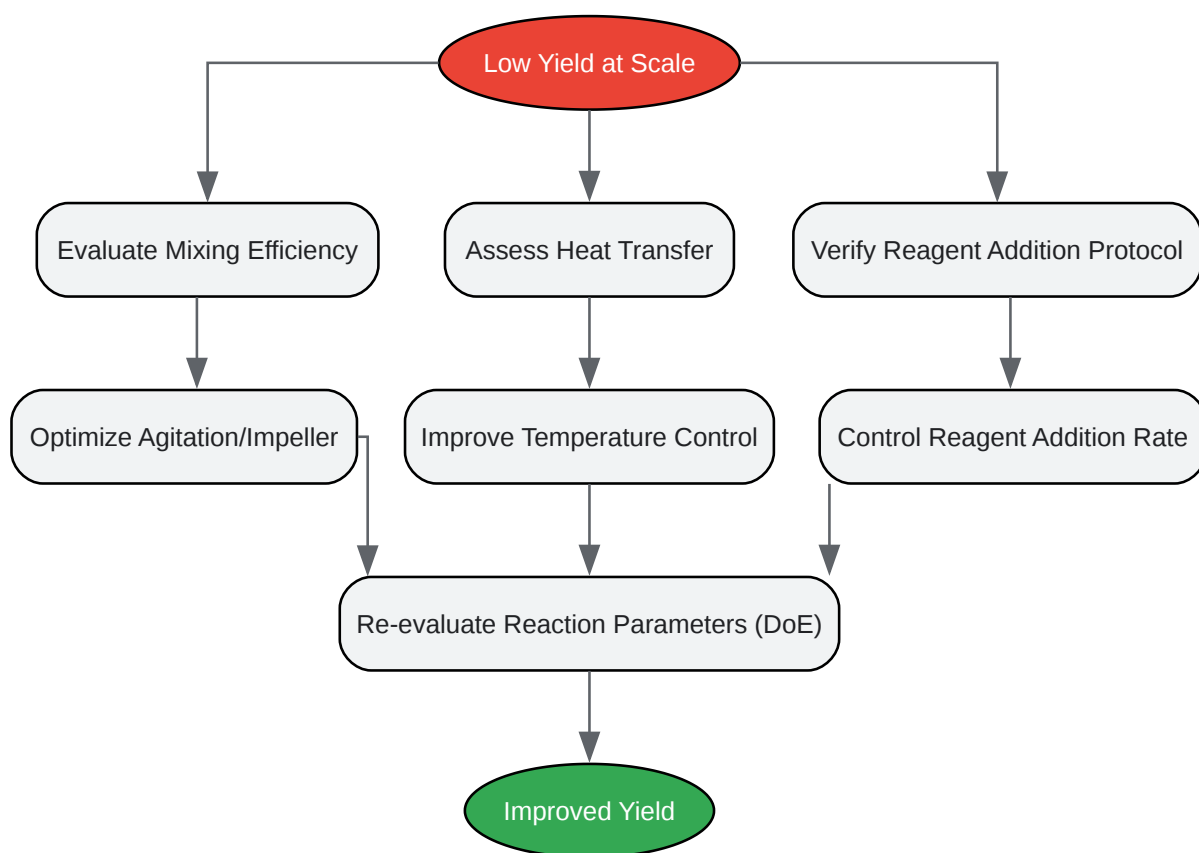 Low Yield at Scale
Evaluate Mixing Efficiency
Assess Heat Transfer
Verify Reagent Addition Protocol
Optimize Agitation/Impeller
Improve Temperature Control
Control Reagent Addition Rate
Re-evaluate Reaction Parameters (DoE)
Improved Yield